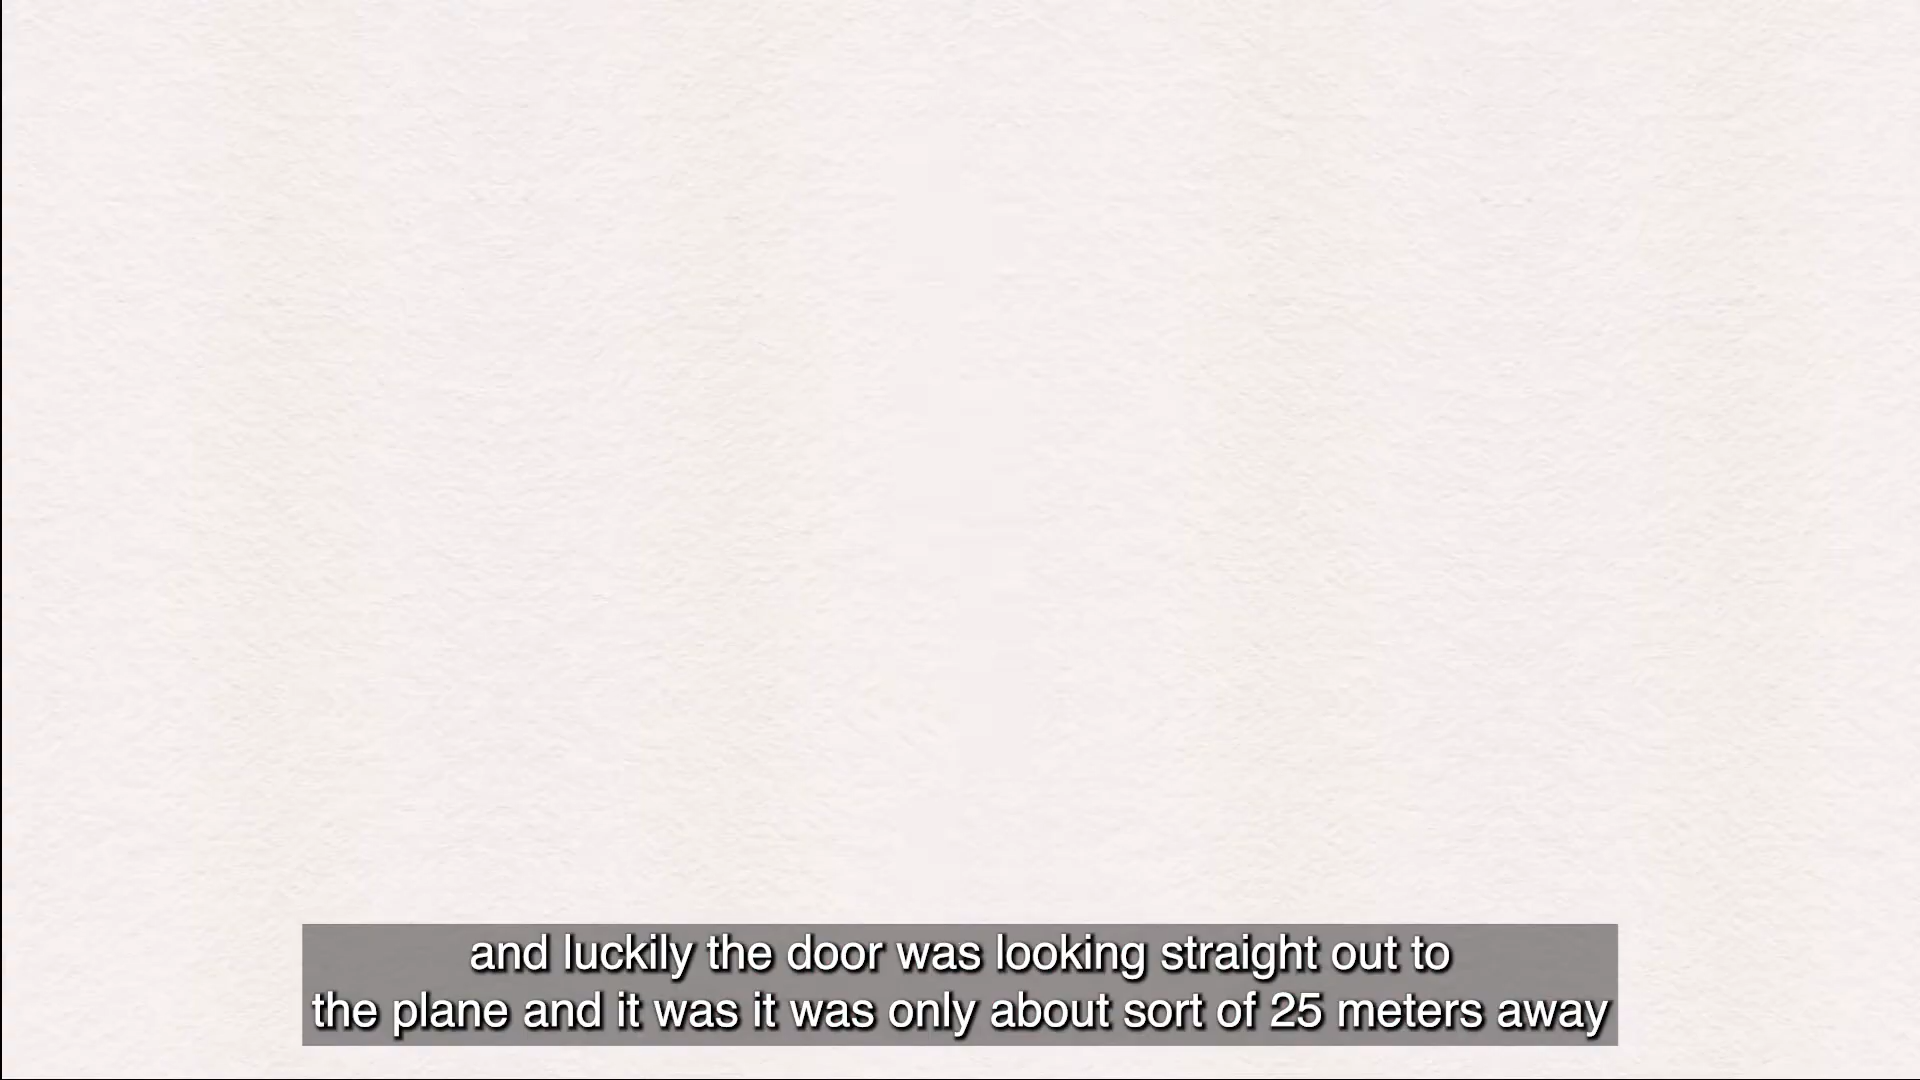 and luckily the door was looking straight out to
the plane and it was it was only about sort of 25 meters away